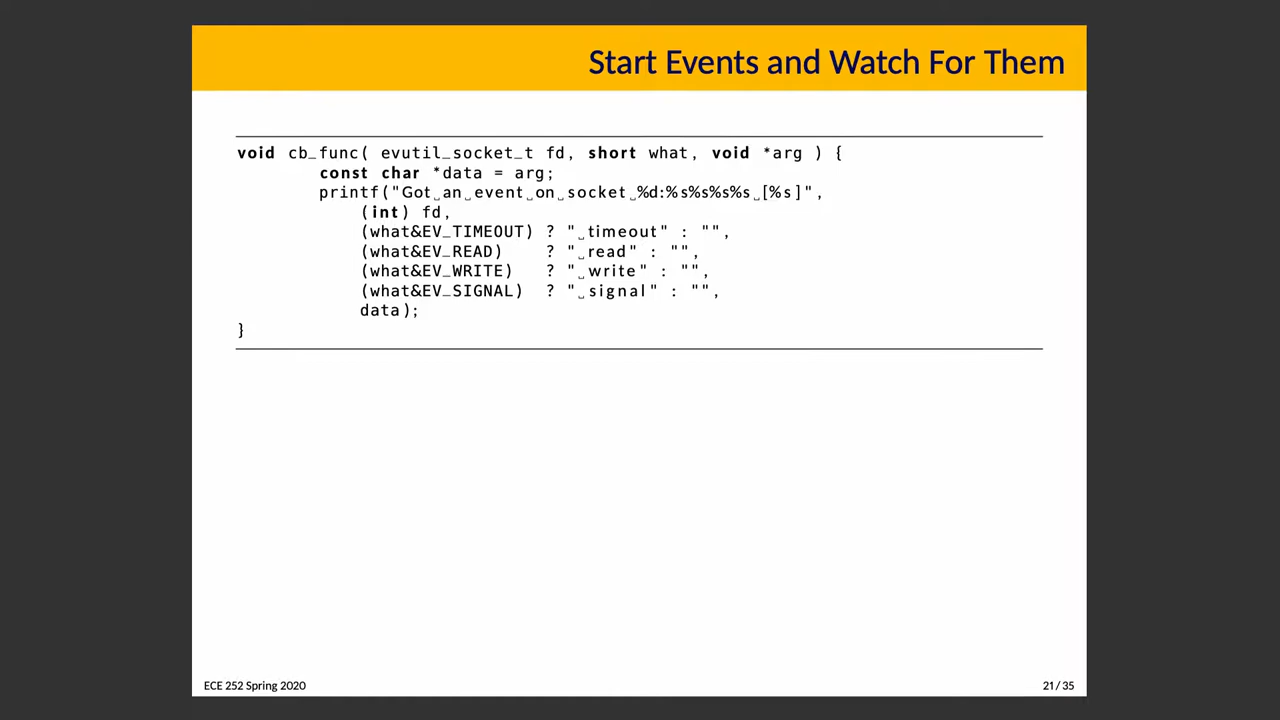 Start Events and Watch For Them
void cb_func( evutil_socket_t fd, short what, void *arg ) {
const char *data = arg;
printf("Got␣an␣event␣on␣socket␣%d:%s%s%s%s␣[%s]",
(int) fd,
(what&EV_TIMEOUT) ? "␣timeout" : "",
(what&EV_READ) ? "␣read" : "",
(what&EV_WRITE) ? "␣write" : "",
(what&EV_SIGNAL) ? "␣signal" : "",
data);
}
ECE 252 Spring 2020
21/35